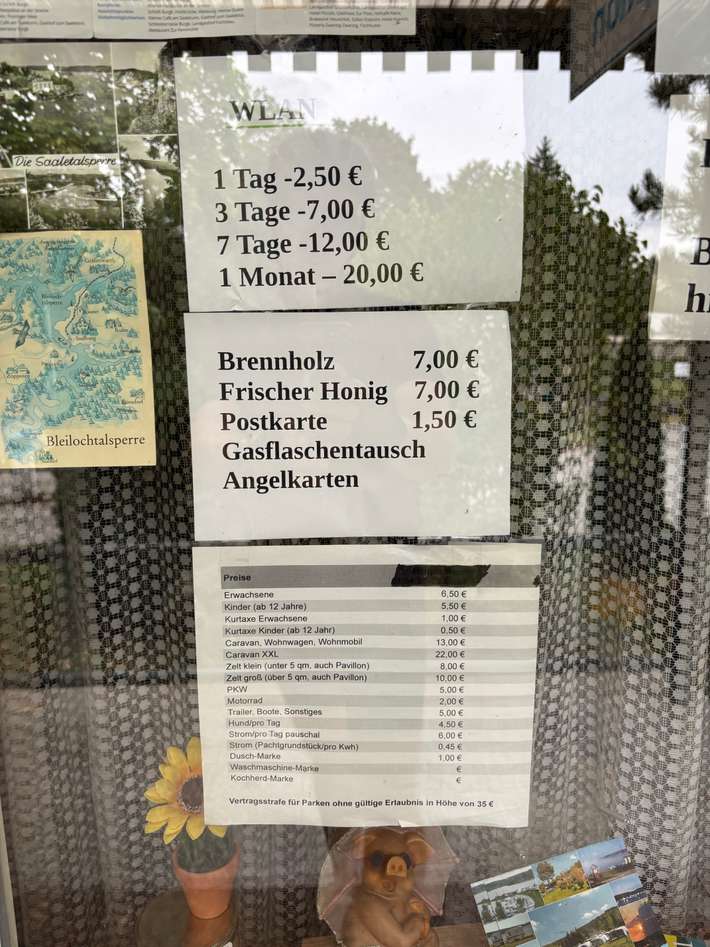 Die Saaletalsperre
WLAN
1 Tag -2,50 €
3 Tage -7,00 €
7 Tage -12,00 €
1 Monat – 20,00 €
Bleilochtalsperre
Brennholz 7,00 €
Frischer Honig 7,00 €
Postkarte 1,50 €
Gasflaschentausch
Angelkarten
Preise
Erwachsene 6,50 €
Kinder (ab 12 Jahre) 5,50 €
Kurtaxe Erwachsene 1,00 €
Kurtaxe Kinder (ab 12 Jahr) 0,50 €
Caravan, Wohnwagen, Wohnmobil 13,00 €
Caravan XXL 22,00 €
Zelt klein (unter 5 qm, auch Pavillon) 8,00 €
Zelt groß (über 5 qm, auch Pavillon) 10,00 €
PKW 5,00 €
Motorrad 2,00 €
Trailer, Boote, Sonstiges 5,00 €
Hund/pro Tag 4,50 €
Strom/pro Tag pauschal 6,00 €
Strom (Pachtgrundstück/pro Kwh) 0,45 €
Dusch-Marke 1,00 €
Waschmaschine-Marke €
Kochherd-Marke €
Vertragsstrafe für Parken ohne gültige Erlaubnis in Höhe von 35 €